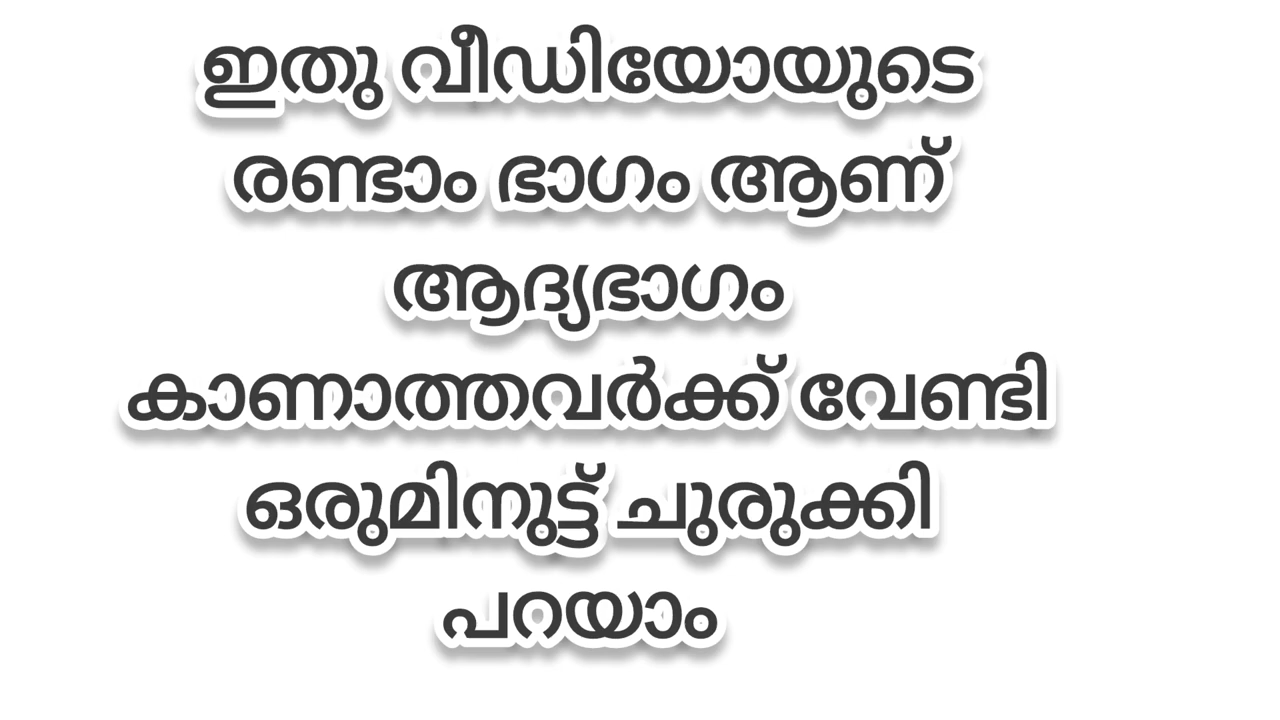 ഇതു വീഡിയോയുടെ
രണ്ടാം ഭാഗം ആണ്
ആദ്യഭാഗം
കാണാത്തവർക്ക് വേണ്ടി
ഒരുമിനുട്ട് ചുരുക്കി
പറയാം